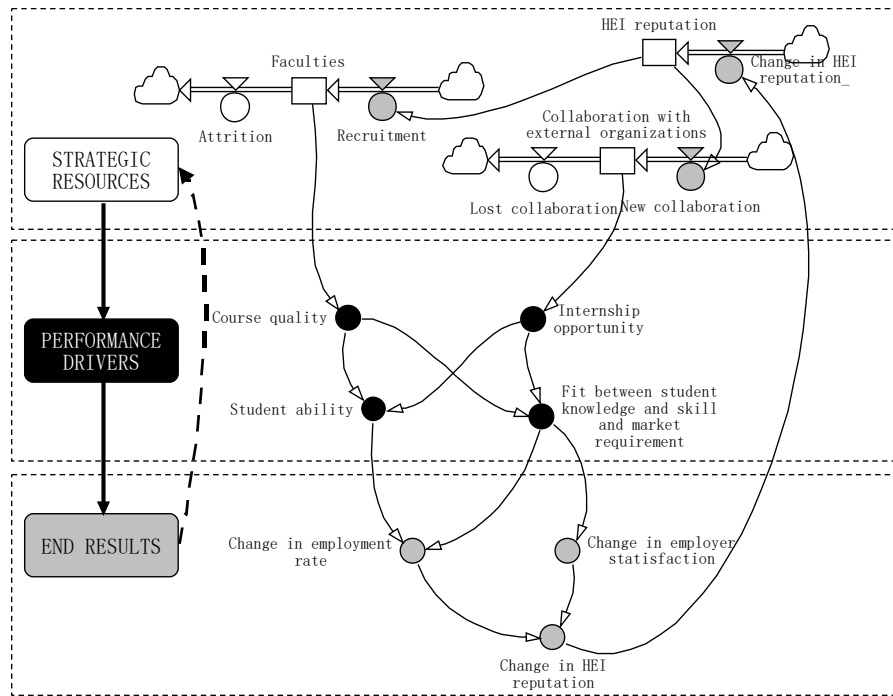 HEI reputation
Faculties
Change in HEI
reputation_
Attrition
Recruitment
Collaboration with
external organizations
STRATEGIC
RESOURCES
Lost collaboration
New collaboration
Course quality
Internship
opportunity
PERFORMANCE
DRIVERS
Student ability
Fit between student
knowledge and skill
and market
requirement
END RESULTS
Change in employment
rate
Change in employer
statisfaction
Change in HEI
reputation